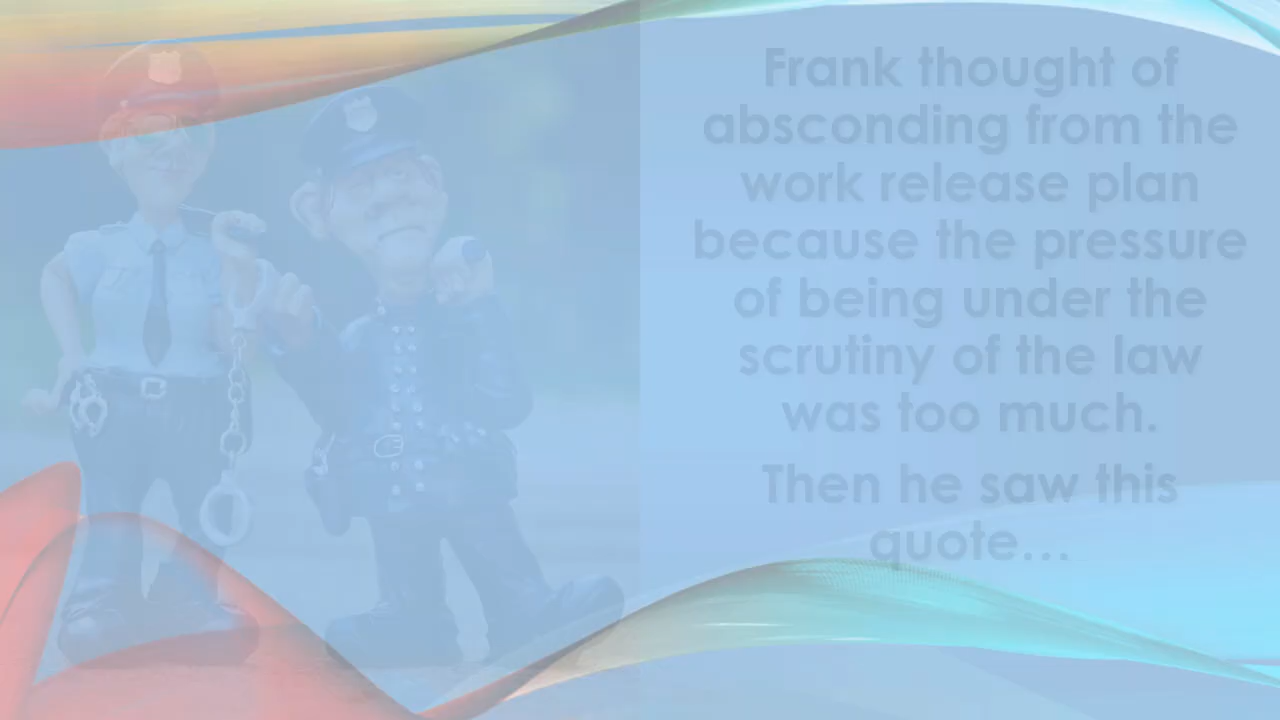 Frank thought of
absconding from the
work release plan
because the pressure
of being under the
scrutiny of the law
was too much.
Then he saw this
quote…